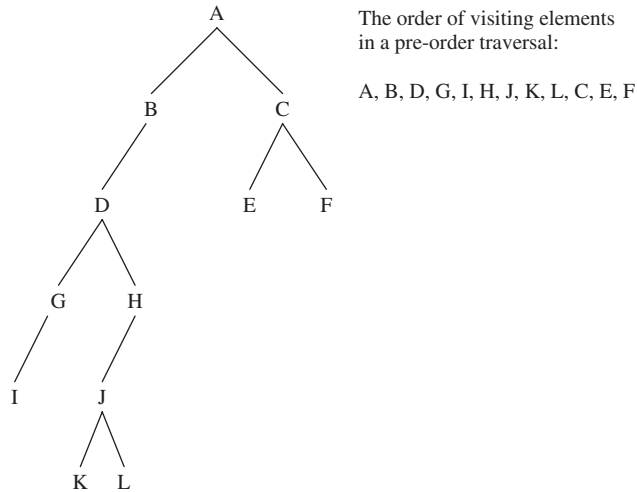 A
The order of visiting elements
in a pre-order traversal:
A, B, D, G, I, H, J, K, L, C, E, F
B C
D E F
G H
I J
K L